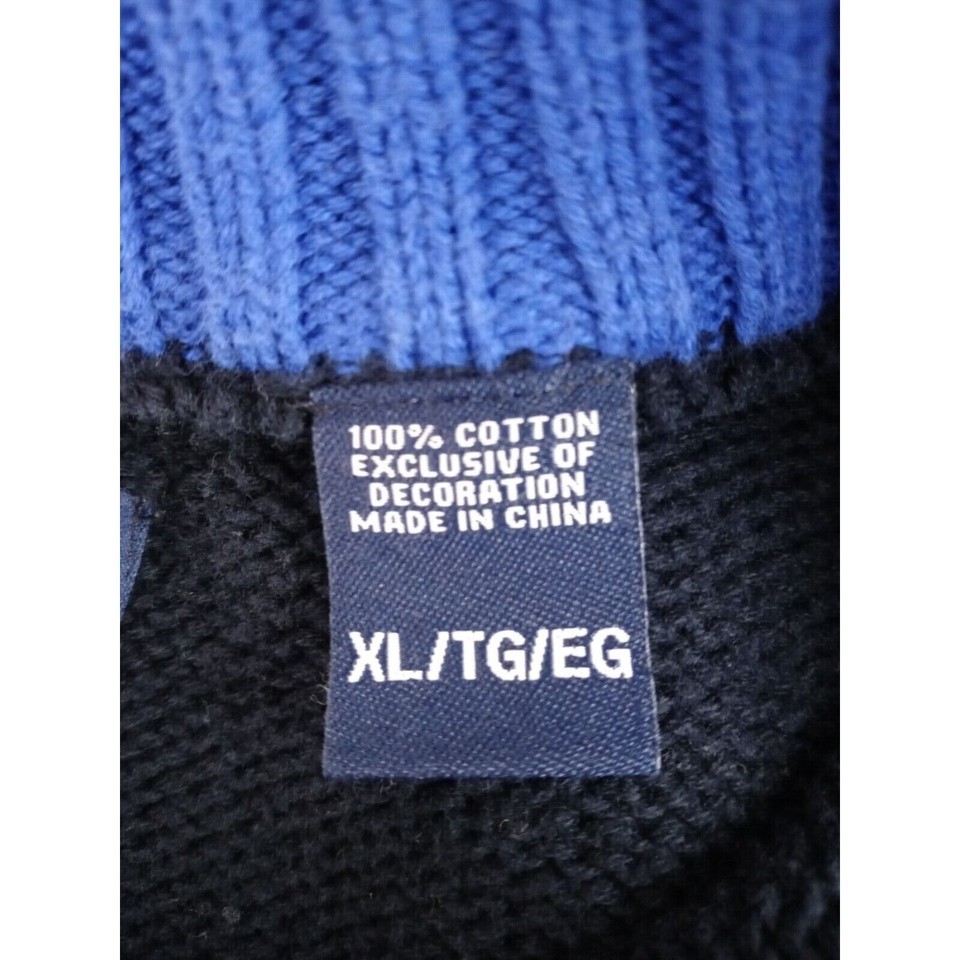 100% COTTON
EXCLUSIVE OF
DECORATION
MADE IN CHINA
XL/TG/EG